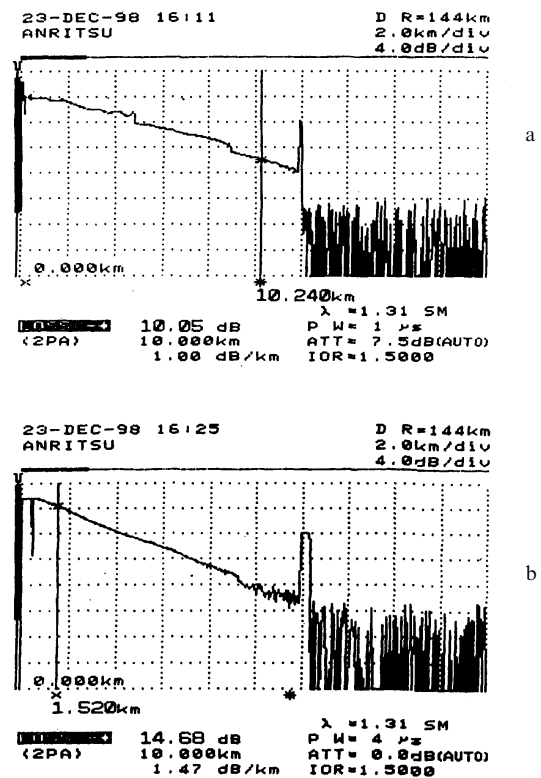 23-DEC-98 16:11 D R=144km
ANRITSU 2.0km/div
4.0dB/div
a
0.000km
10.240km
λ =1.31 SM
10.05 dB P W= 1 µs
(2PA) 10.000km ATT= 7.5dB(AUTO)
1.00 dB/km IOR=1.5000
23-DEC-98 16:25 D R=144km
ANRITSU 2.0km/div
4.0dB/div
b
0.000km
1.520km
λ =1.31 SM
14.68 dB P W= 4 µs
(2PA) 10.000km ATT= 0.0dB(AUTO)
1.47 dB/km IOR=1.5000